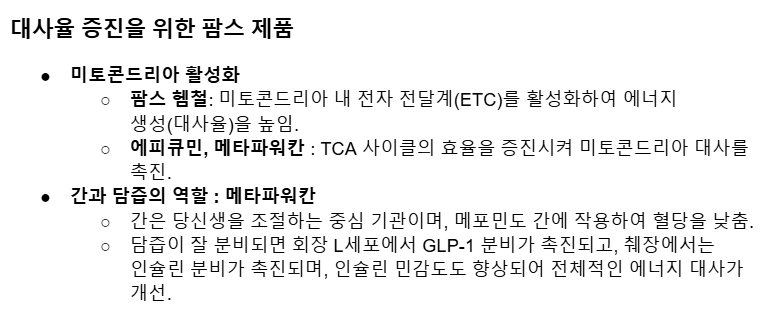 대사율 증진을 위한 팜스 제품
● 미토콘드리아 활성화
○ 팜스 헴철: 미토콘드리아 내 전자 전달계(ETC)를 활성화하여 에너지
생성(대사율)을 높임.
○ 에피큐민, 메타파워칸 : TCA 사이클의 효율을 증진시켜 미토콘드리아 대사를
촉진.
● 간과 담즙의 역할 : 메타파워칸
○ 간은 당신생을 조절하는 중심 기관이며, 메포민도 간에 작용하여 혈당을 낮춤.
○ 담즙이 잘 분비되면 회장 L세포에서 GLP-1 분비가 촉진되고, 췌장에서는
인슐린 분비가 촉진되며, 인슐린 민감도도 향상되어 전체적인 에너지 대사가
개선.